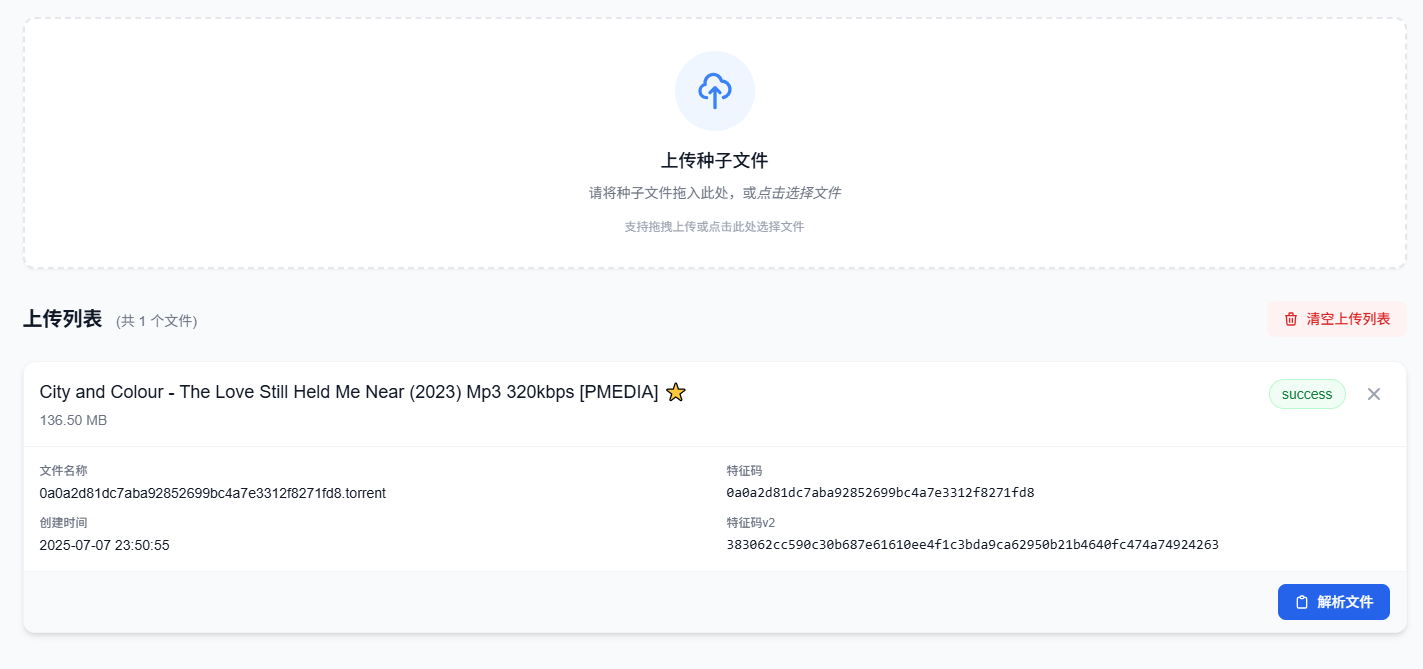 上传种子文件
请将种子文件拖入此处，或点击选择文件
支持拖拽上传或点击此处选择文件
上传列表 (共 1 个文件)
清空上传列表
City and Colour - The Love Still Held Me Near (2023) Mp3 320kbps [PMEDIA] ⭐
success
136.50 MB
文件名称
0a0a2d81dc7aba92852699bc4a7e3312f8271fd8.torrent
特征码
0a0a2d81dc7aba92852699bc4a7e3312f8271fd8
创建时间
2025-07-07 23:50:55
特征码v2
383062cc590c30b687e61610ee4f1c3bda9ca62950b21b4640fc474a74924263
解析文件